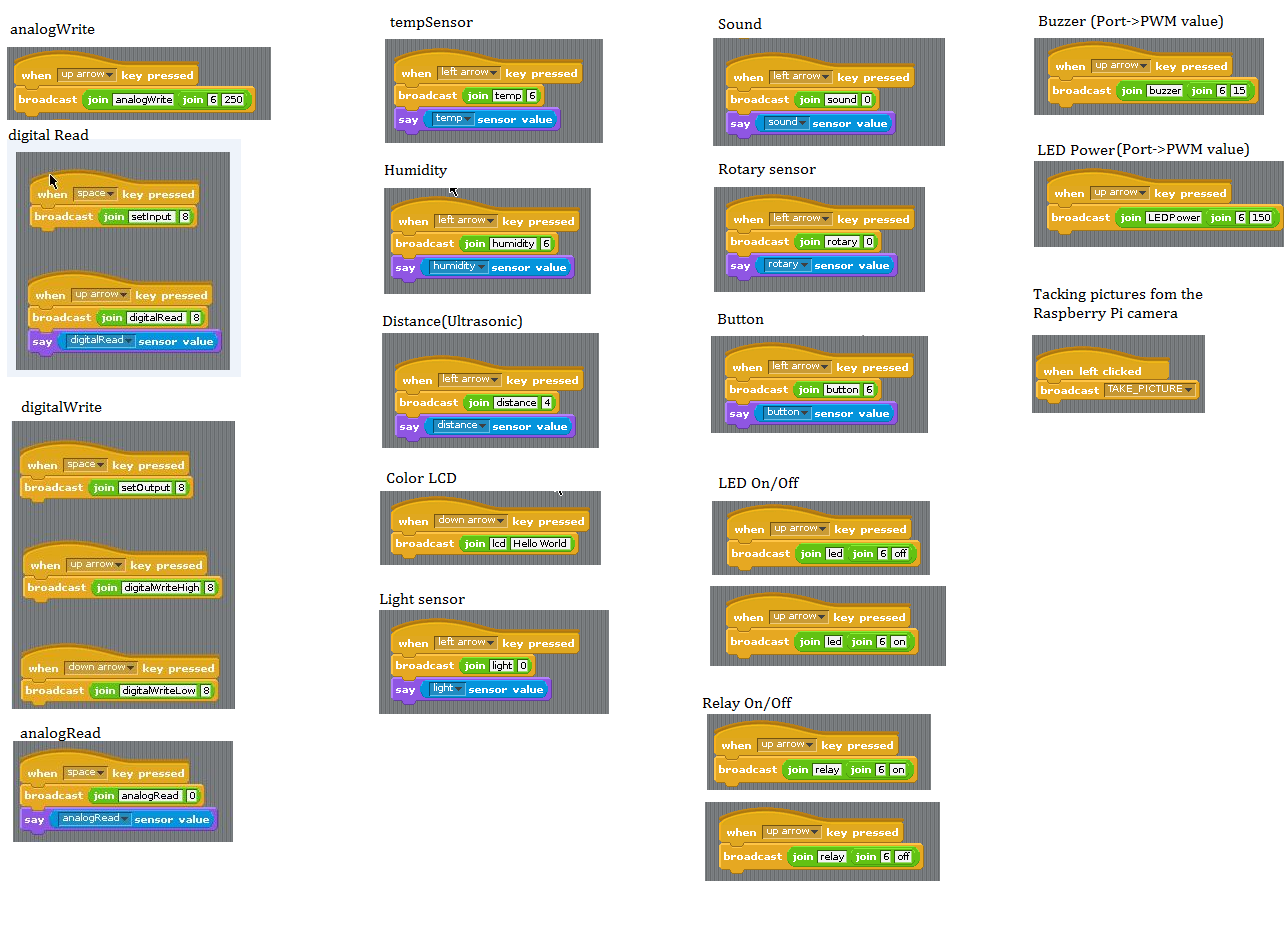 analogWrite
when up arrow key pressed
broadcast join analogWrite join 6 250
digital Read
when space key pressed
broadcast join setInput 8
when up arrow key pressed
broadcast join digitalRead 8
say digitalRead sensor value
digitalWrite
when space key pressed
broadcast join setOutput 8
when up arrow key pressed
broadcast join digitalWriteHigh 8
when down arrow key pressed
broadcast join digitalWriteLow 8
analogRead
when space key pressed
broadcast join analogRead 0
say analogRead sensor value
tempSensor
when left arrow key pressed
broadcast join temp 6
say temp sensor value
Humidity
when left arrow key pressed
broadcast join humidity 6
say humidity sensor value
Distance(Ultrasonic)
when left arrow key pressed
broadcast join distance 4
say distance sensor value
Color LCD
when down arrow key pressed
broadcast join lcd Hello World
Light sensor
when left arrow key pressed
broadcast join light 0
say light sensor value
Sound
when left arrow key pressed
broadcast join sound 0
say sound sensor value
Rotary sensor
when left arrow key pressed
broadcast join rotary 0
say rotary sensor value
Button
when left arrow key pressed
broadcast join button 6
say button sensor value
LED On/Off
when up arrow key pressed
broadcast join led join 6 off
when up arrow key pressed
broadcast join led join 6 on
Relay On/Off
when up arrow key pressed
broadcast join relay join 6 on
when up arrow key pressed
broadcast join relay join 6 off
Buzzer (Port->PWM value)
when up arrow key pressed
broadcast join buzzer join 6 15
LED Power(Port->PWM value)
when up arrow key pressed
broadcast join LEDPower join 6 150
Tacking pictures fom the
Raspberry Pi camera
when left clicked
broadcast TAKE_PICTURE